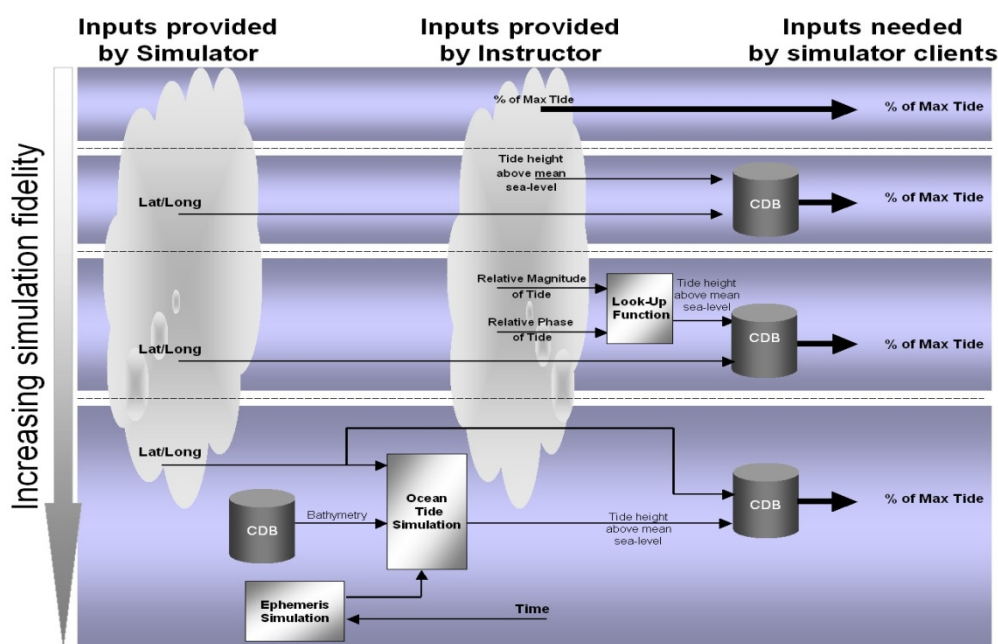 Inputs provided
by Simulator
Inputs provided
by Instructor
Inputs needed
by simulator clients
Increasing simulation fidelity
% of Max Tide
% of Max Tide
Tide height
above mean
sea-level
Lat/Long
CDB
% of Max Tide
Relative Magnitude
of Tide
Relative Phase
of Tide
Look-Up
Function
Tide height
above mean
sea-level
Lat/Long
CDB
% of Max Tide
Lat/Long
CDB
Bathymetry
Ocean
Tide
Simulation
Tide height
above mean
sea-level
CDB
% of Max Tide
Ephemeris
Simulation
Time